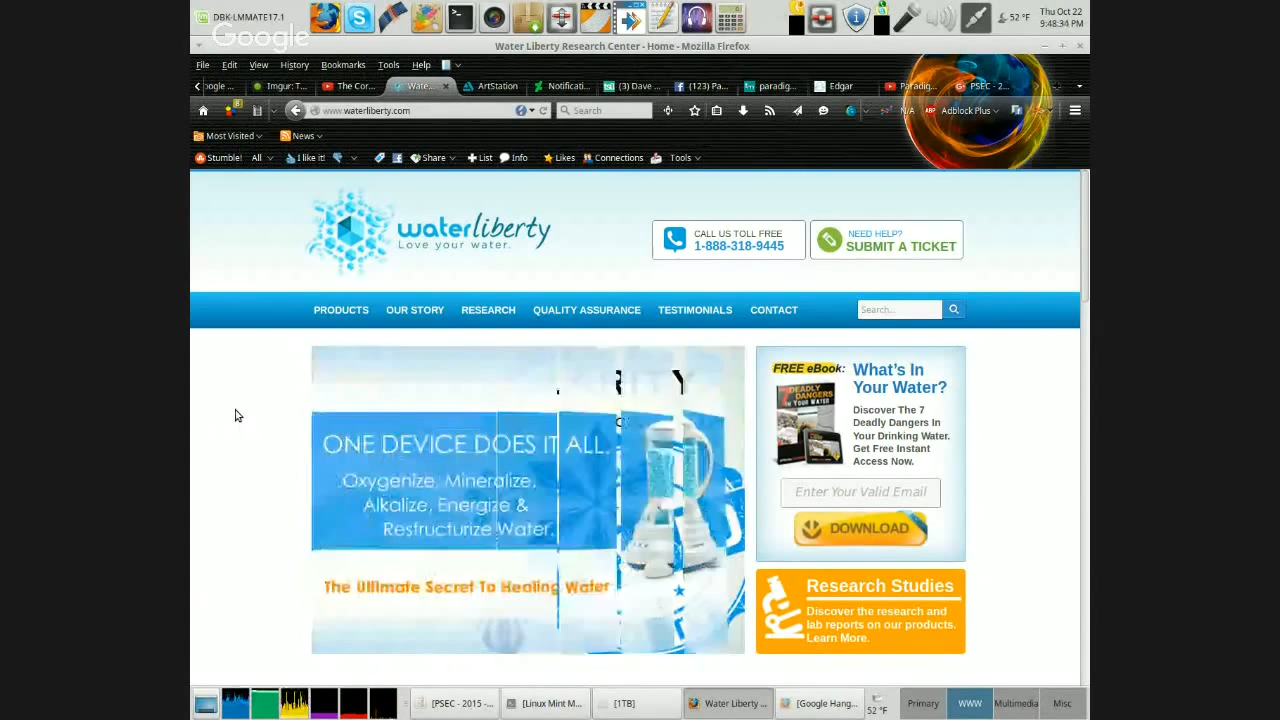 DBK-LMMATE17.1
Google
52 °F
Thu Oct 22
9:48:34 PM
Water Liberty Research Center - Home - Mozilla Firefox
File Edit View History Bookmarks Tools Help
oogle ... Imgur: T... The Cor... Wate... ArtStation Notificati... (3) Dave ... (123) Pa... paradig... Edgar Paradig... PSEC - 2...
www.waterliberty.com
Search
N/A
Adblock Plus
Most Visited News
Stumble! All I like it! Share List Info Likes Connections Tools
waterliberty
Love your water.
CALL US TOLL FREE
1-888-318-9445
NEED HELP?
SUBMIT A TICKET
PRODUCTS OUR STORY RESEARCH QUALITY ASSURANCE TESTIMONIALS CONTACT
Search...
ONE DEVICE DOES IT ALL.
Oxygenize, Mineralize,
Alkalize, Energize &
Restructurize Water.
The Ultimate Secret To Healing Water
FREE eBook:
What's In
Your Water?
7 DEADLY
DANGERS
IN YOUR WATER
Discover The 7
Deadly Dangers In
Your Drinking Water.
Get Free Instant
Access Now.
Enter Your Valid Email
DOWNLOAD
Research Studies
Discover the research and
lab reports on our products.
Learn More.
[PSEC - 2015 -... [Linux Mint M... [1TB] Water Liberty ... [Google Hang... 52 °F Primary WWW Multimedia Misc